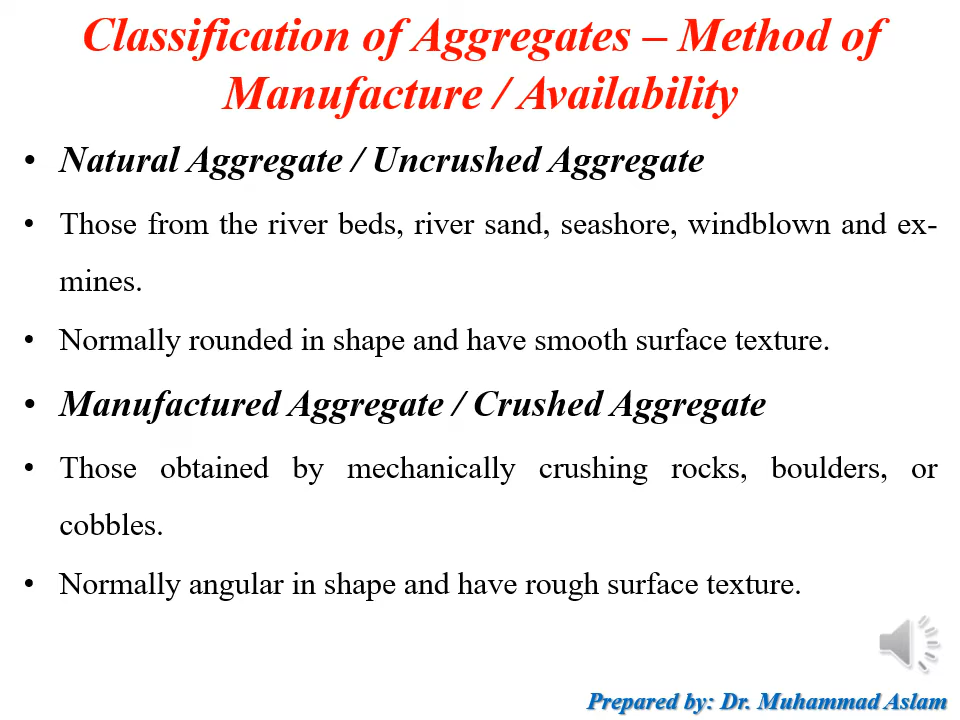 Classification of Aggregates – Method of
Manufacture / Availability
• Natural Aggregate / Uncrushed Aggregate
• Those from the river beds, river sand, seashore, windblown and ex-
mines.
• Normally rounded in shape and have smooth surface texture.
• Manufactured Aggregate / Crushed Aggregate
• Those obtained by mechanically crushing rocks, boulders, or
cobbles.
• Normally angular in shape and have rough surface texture.
Prepared by: Dr. Muhammad Aslam